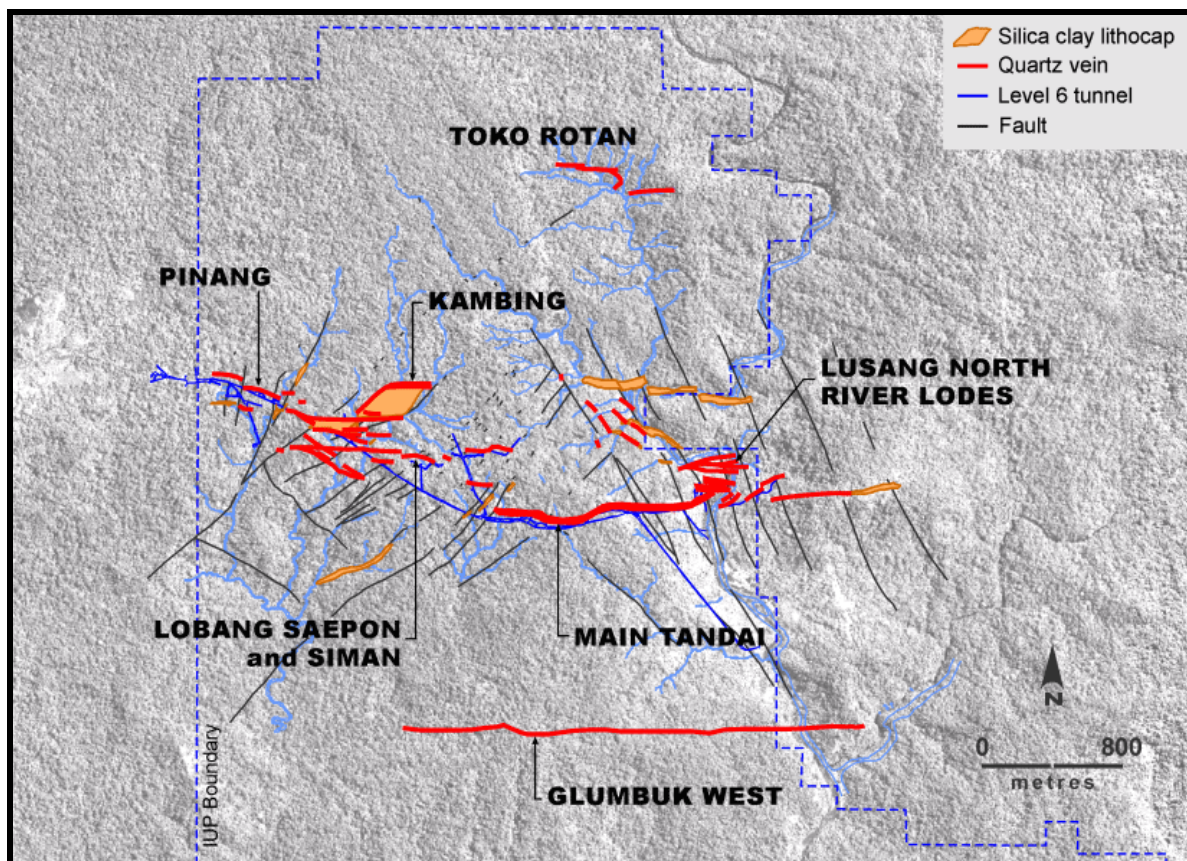 Silica clay lithocap
Quartz vein
Level 6 tunnel
Fault
TOKO ROTAN
PINANG
KAMBING
LUSANG NORTH
RIVER LODES
LOBANG SAEPON
and SIMAN
MAIN TANDAI
GLUMBUK WEST
IUP Boundary
N
0 800
metres